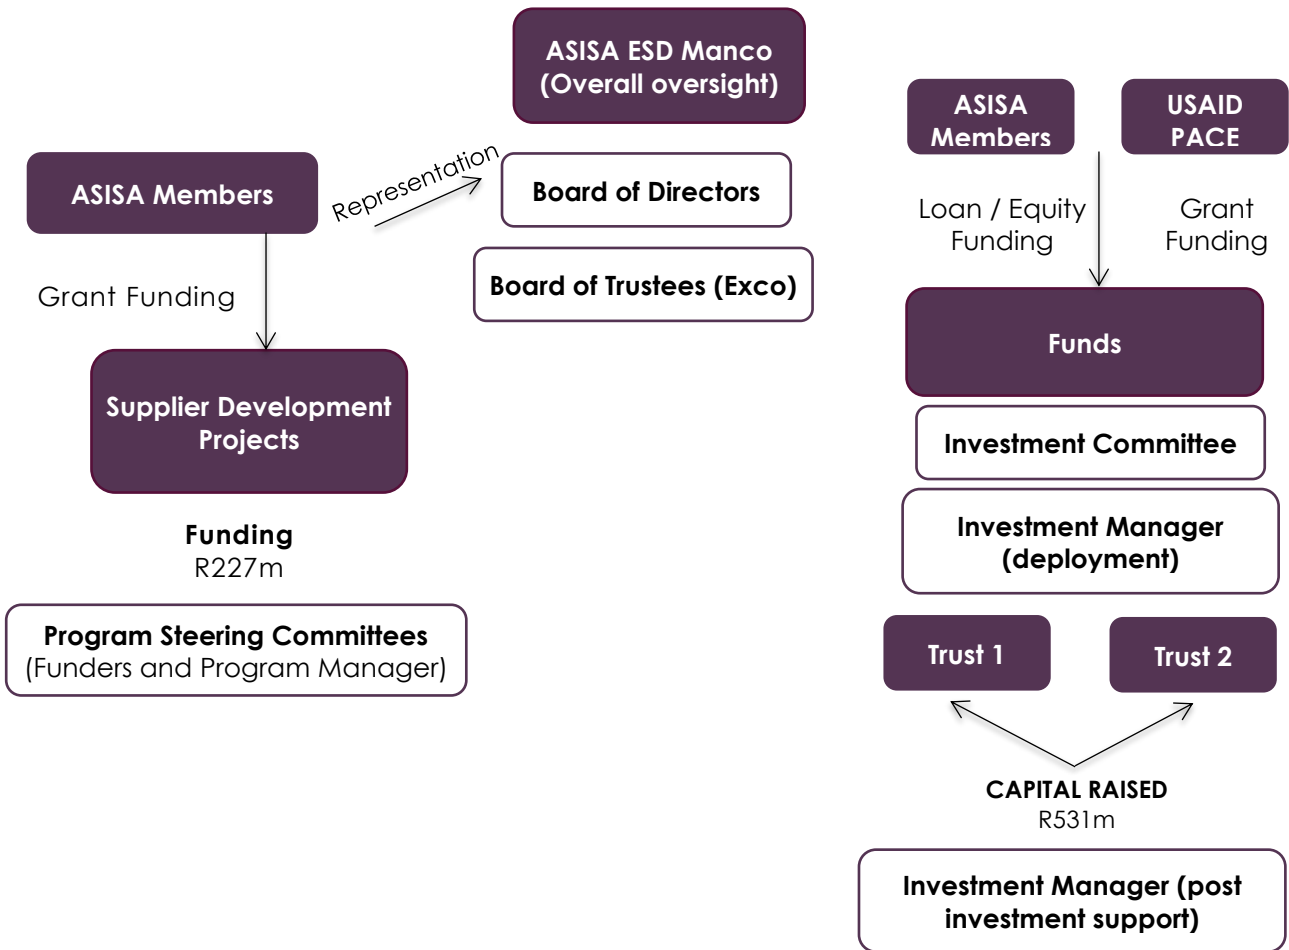 ASISA ESD Manco
(Overall oversight)
ASISA Members
Representation
Board of Directors
Board of Trustees (Exco)
Grant Funding
Supplier Development
Projects
Funding
R227m
Program Steering Committees
(Funders and Program Manager)
ASISA
Members
USAID
PACE
Loan / Equity
Funding
Grant
Funding
Funds
Investment Committee
Investment Manager
(deployment)
Trust 1
Trust 2
CAPITAL RAISED
R531m
Investment Manager (post
investment support)